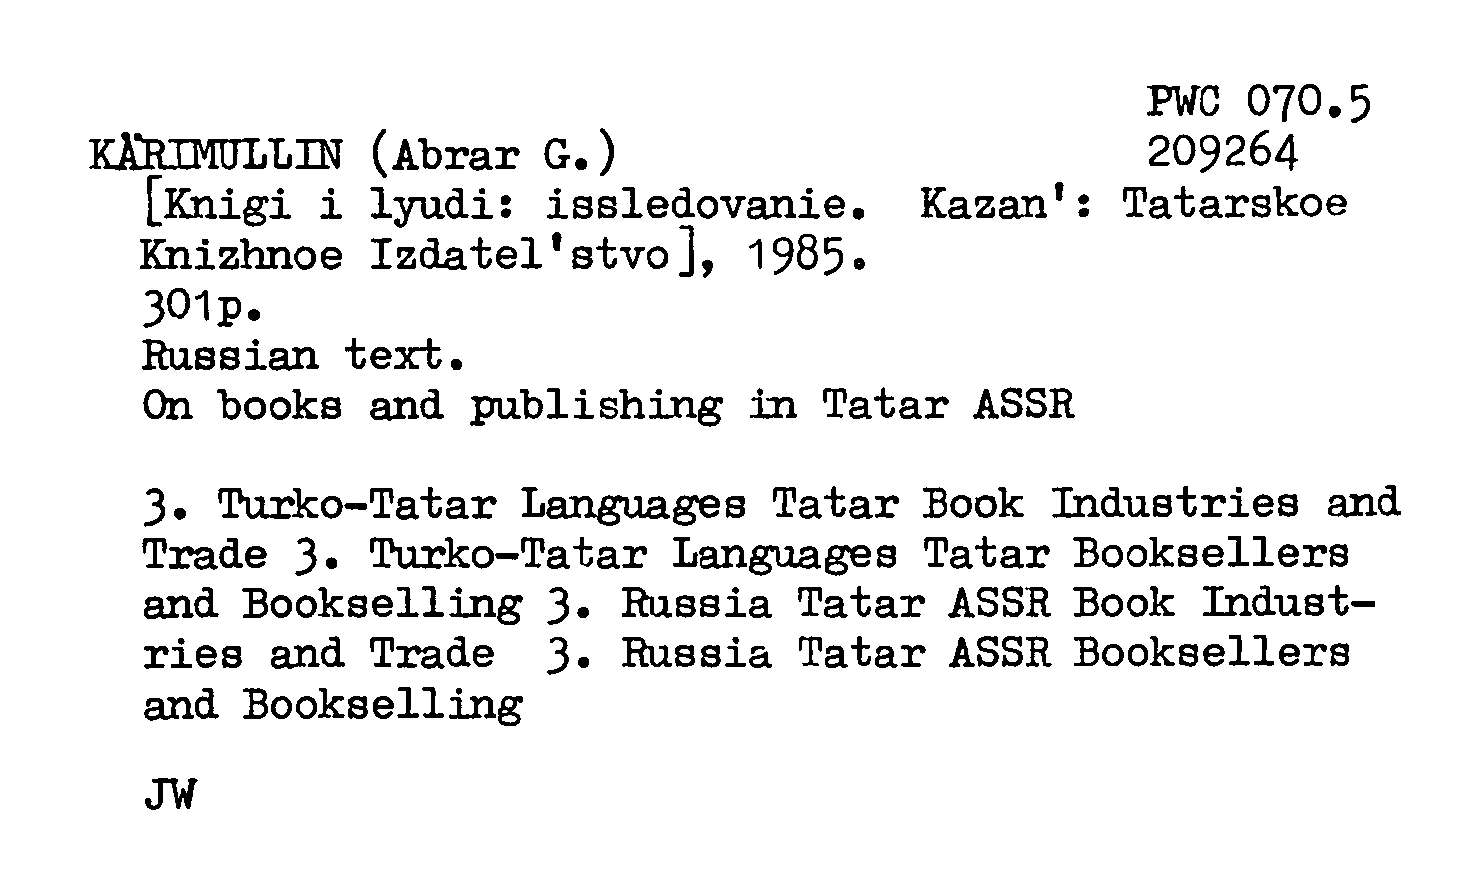 PWC 070.5
KÄRIMULLIN (Abrar G.) 209264
[Knigi i lyudi: issledovanie. Kazan': Tatarskoe
Knizhnoe Izdatel'stvo], 1985.
301p.
Russian text.
On books and publishing in Tatar ASSR
3. Turko-Tatar Languages Tatar Book Industries and
Trade 3. Turko-Tatar Languages Tatar Booksellers
and Bookselling 3. Russia Tatar ASSR Book Indust-
ries and Trade 3. Russia Tatar ASSR Booksellers
and Bookselling
JW